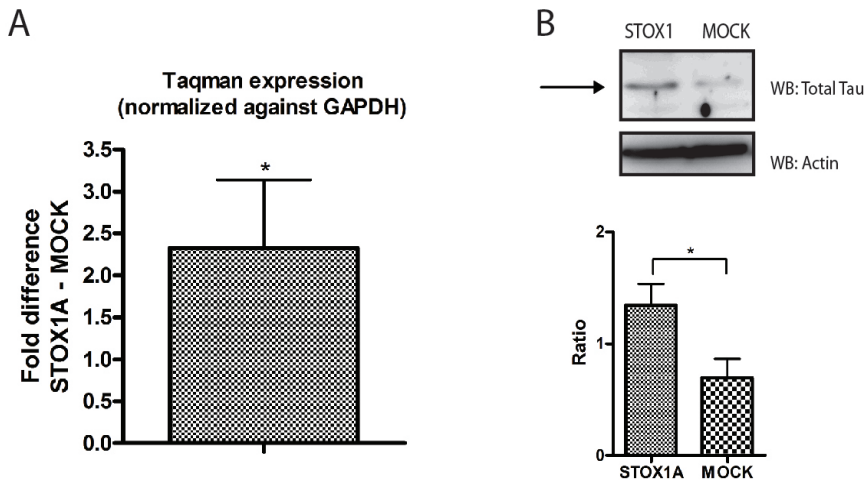 A
Taqman expression
(normalized against GAPDH)
Fold difference
STOX1A - MOCK
3.5
3.0
2.5
2.0
1.5
1.0
0.5
0.0
*
B
STOX1 MOCK
WB: Total Tau
WB: Actin
Ratio
2
1
0
*
STOX1A MOCK